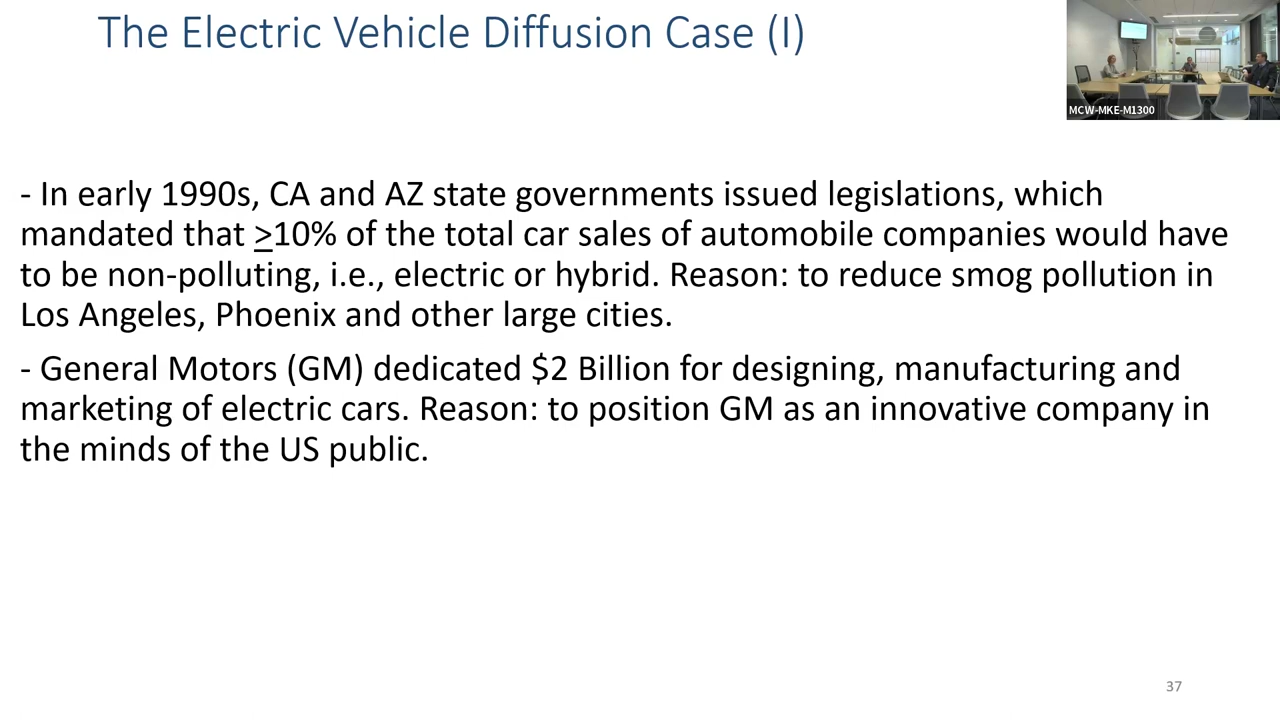 The Electric Vehicle Diffusion Case (I)
MCW-MKE-M1300
- In early 1990s, CA and AZ state governments issued legislations, which
mandated that >10% of the total car sales of automobile companies would have
to be non-polluting, i.e., electric or hybrid. Reason: to reduce smog pollution in
Los Angeles, Phoenix and other large cities.
- General Motors (GM) dedicated $2 Billion for designing, manufacturing and
marketing of electric cars. Reason: to position GM as an innovative company in
the minds of the US public.
37